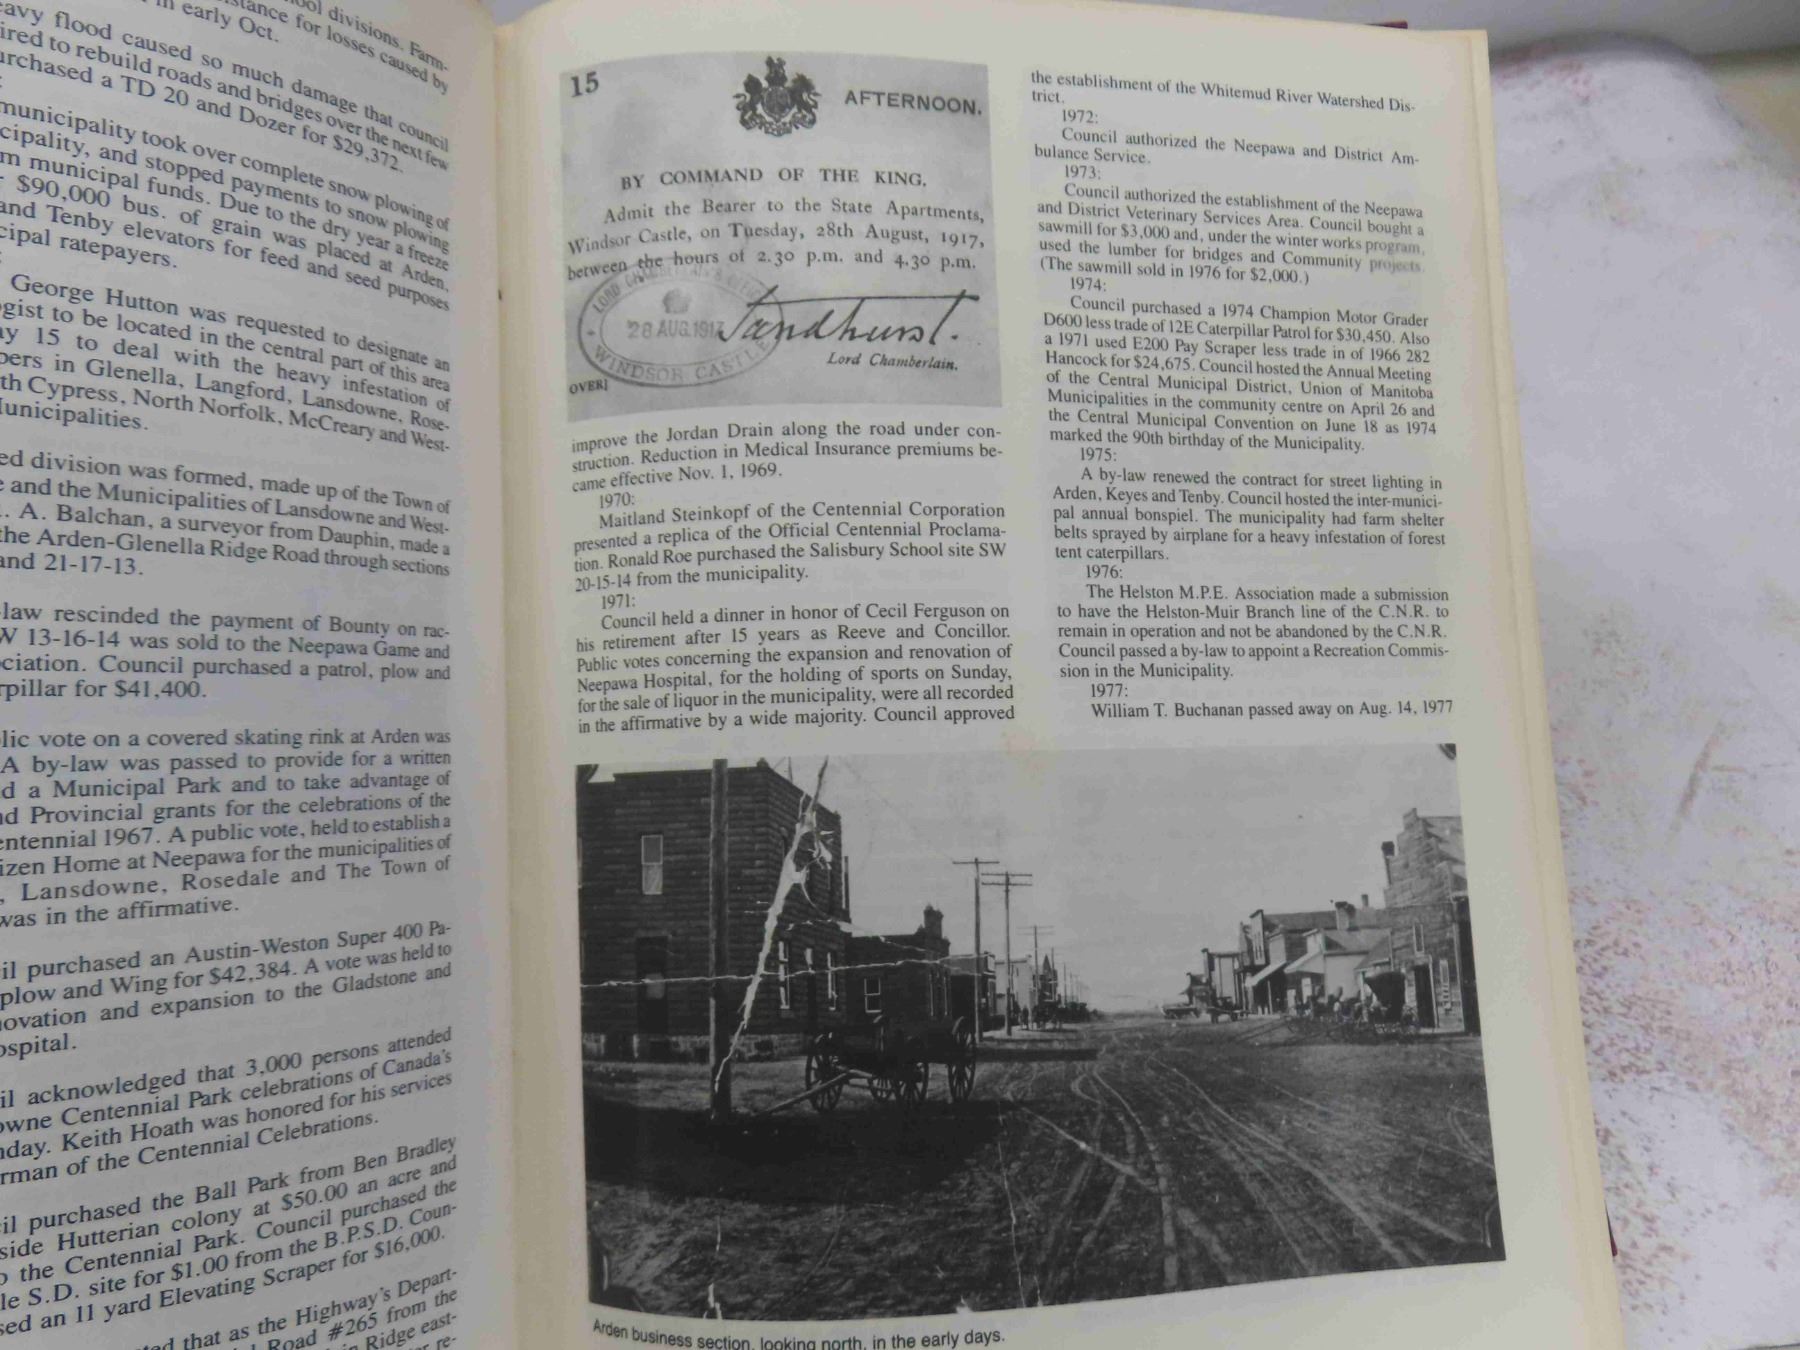 ool divisions. Farm-
istance for losses caused by
in early Oct.
eavy flood caused so much damage that council
ired to rebuild roads and bridges over the next few
urchased a TD 20 and Dozer for $29,372.
municipality took over complete snow plowing of
cipality, and stopped payments to snow plowing
m municipal funds. Due to the dry year a freeze
$90,000 bus. of grain was placed at Arden,
and Tenby elevators for feed and seed purposes
cipal ratepayers.
George Hutton was requested to designate an
gist to be located in the central part of this area
ay 15 to deal with the heavy infestation of
pers in Glenella, Langford, Lansdowne, Rose-
th Cypress, North Norfolk, McCreary and West-
Municipalities.
ed division was formed, made up of the Town of
e and the Municipalities of Lansdowne and West-
. A. Balchan, a surveyor from Dauphin, made a
the Arden-Glenella Ridge Road through sections
and 21-17-13.
-law rescinded the payment of Bounty on rac-
W 13-16-14 was sold to the Neepawa Game and
ciation. Council purchased a patrol, plow and
rpillar for $41,400.
lic vote on a covered skating rink at Arden was
A by-law was passed to provide for a written
d a Municipal Park and to take advantage of
nd Provincial grants for the celebrations of the
entennial 1967. A public vote, held to establish a
izen Home at Neepawa for the municipalities of
, Lansdowne, Rosedale and The Town of
was in the affirmative.
il purchased an Austin-Weston Super 400 Pa-
plow and Wing for $42,384. A vote was held to
novation and expansion to the Gladstone and
ospital.
il acknowledged that 3,000 persons attended
owne Centennial Park celebrations of Canada's
nday. Keith Hoath was honored for his services
rman of the Centennial Celebrations.
il purchased the Ball Park from Ben Bradley
side Hutterian colony at $50.00 an acre and
o the Centennial Park. Council purchased the
le S.D. site for $1.00 from the B.P.S.D. Coun-
sed an 11 yard Elevating Scraper for $16,000.
ted that as the Highway's Depart-
Road #265 from the
Ridge east-
re-
15
AFTERNOON.
BY COMMAND OF THE KING.
Admit the Bearer to the State Apartments,
Windsor Castle, on Tuesday, 28th August, 1917,
between the hours of 2.30 p.m. and 4.30 p.m.
LORD CHAMBERLAIN'S OFFICE
28 AUG.1917
WINDSOR CASTLE
Sandhurst.
Lord Chamberlain.
OVER]
improve the Jordan Drain along the road under con-
struction. Reduction in Medical Insurance premiums be-
came effective Nov. 1, 1969.
1970:
Maitland Steinkopf of the Centennial Corporation
presented a replica of the Official Centennial Proclama-
tion. Ronald Roe purchased the Salisbury School site SW
20-15-14 from the municipality.
1971:
Council held a dinner in honor of Cecil Ferguson on
his retirement after 15 years as Reeve and Concillor.
Public votes concerning the expansion and renovation of
Neepawa Hospital, for the holding of sports on Sunday,
for the sale of liquor in the municipality, were all recorded
in the affirmative by a wide majority. Council approved
the establishment of the Whitemud River Watershed Dis-
trict.
1972:
Council authorized the Neepawa and District Am-
bulance Service.
1973:
Council authorized the establishment of the Neepawa
and District Veterinary Services Area. Council bought a
sawmill for $3,000 and, under the winter works program,
used the lumber for bridges and Community projects.
(The sawmill sold in 1976 for $2,000.)
1974:
Council purchased a 1974 Champion Motor Grader
D600 less trade of 12E Caterpillar Patrol for $30,450. Also
a 1971 used E200 Pay Scraper less trade in of 1966 282
Hancock for $24,675. Council hosted the Annual Meeting
of the Central Municipal District, Union of Manitoba
Municipalities in the community centre on April 26 and
the Central Municipal Convention on June 18 as 1974
marked the 90th birthday of the Municipality.
1975:
A by-law renewed the contract for street lighting in
Arden, Keyes and Tenby. Council hosted the inter-munici-
pal annual bonspiel. The municipality had farm shelter
belts sprayed by airplane for a heavy infestation of forest
tent caterpillars.
1976:
The Helston M.P.E. Association made a submission
to have the Helston-Muir Branch line of the C.N.R. to
remain in operation and not be abandoned by the C.N.R.
Council passed a by-law to appoint a Recreation Commis-
sion in the Municipality.
1977:
William T. Buchanan passed away on Aug. 14, 1977
Arden business section, looking north, in the early days.